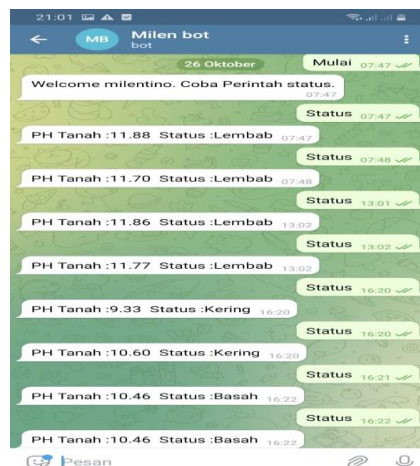 21:01
MB
Milen bot
bot
26 Oktober
Mulai 07:47
Welcome milentino. Coba Perintah status.
07:47
Status 07:47
PH Tanah :11.88 Status :Lembab 07:47
Status 07:48
PH Tanah :11.70 Status :Lembab 07:48
Status 13:01
PH Tanah :11.86 Status :Lembab 13:02
Status 13:02
PH Tanah :11.77 Status :Lembab 13:02
Status 16:20
PH Tanah :9.33 Status :Kering 16:20
Status 16:20
PH Tanah :10.60 Status :Kering 16:20
Status 16:21
PH Tanah :10.46 Status :Basah 16:22
Status 16:22
PH Tanah :10.46 Status :Basah 16:22
Pesan